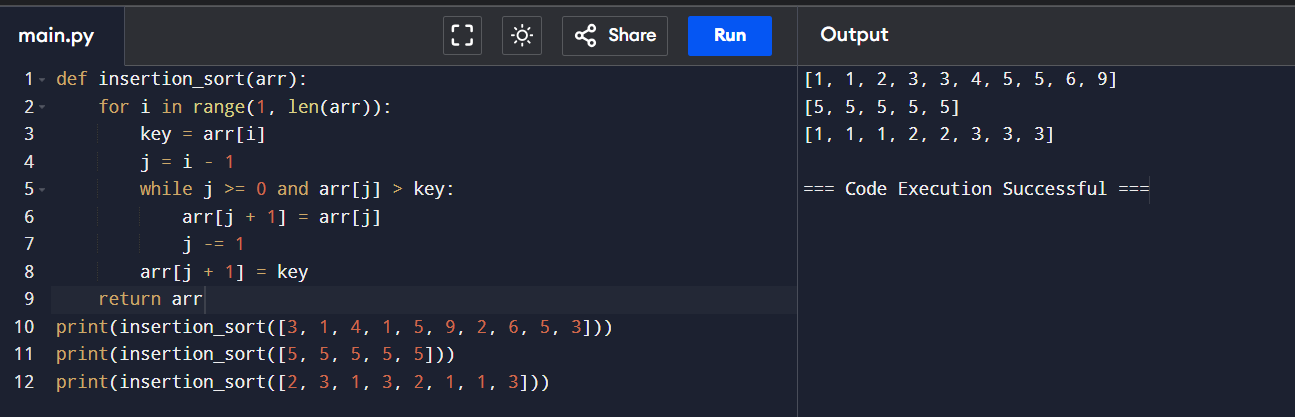 main.py
Share
Run
Output
1 def insertion_sort(arr):
2     for i in range(1, len(arr)):
3         key = arr[i]
4         j = i - 1
5         while j >= 0 and arr[j] > key:
6             arr[j + 1] = arr[j]
7             j -= 1
8         arr[j + 1] = key
9     return arr
10 print(insertion_sort([3, 1, 4, 1, 5, 9, 2, 6, 5, 3]))
11 print(insertion_sort([5, 5, 5, 5, 5]))
12 print(insertion_sort([2, 3, 1, 3, 2, 1, 1, 3]))
[1, 1, 2, 3, 3, 4, 5, 5, 6, 9]
[5, 5, 5, 5, 5]
[1, 1, 1, 2, 2, 3, 3, 3]
=== Code Execution Successful ===